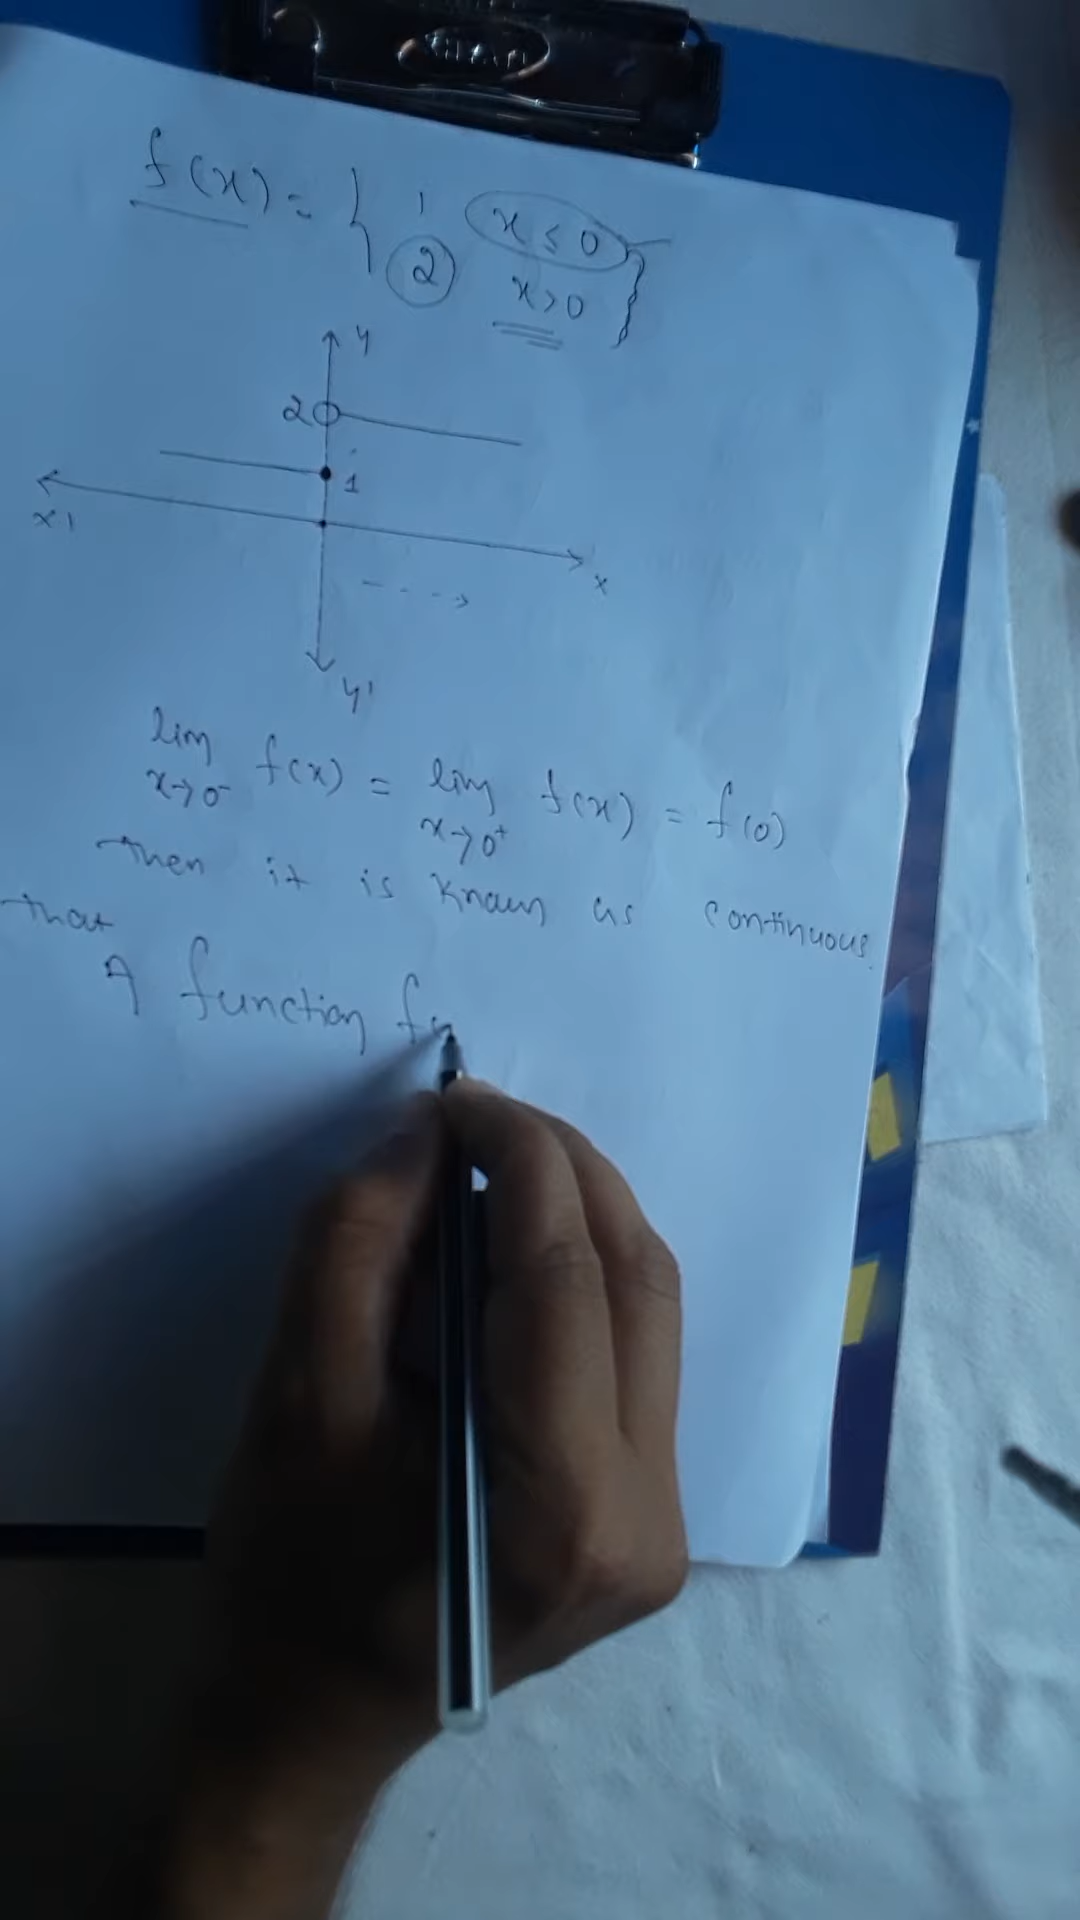 f(x) = { 1 x ≤ 0
2 x>0 }
y
2
1
x'
x
y'
lim f(x) = lim f(x) = f(0)
x→0⁻ x→0⁺
then it is known as continuous.
that
A function